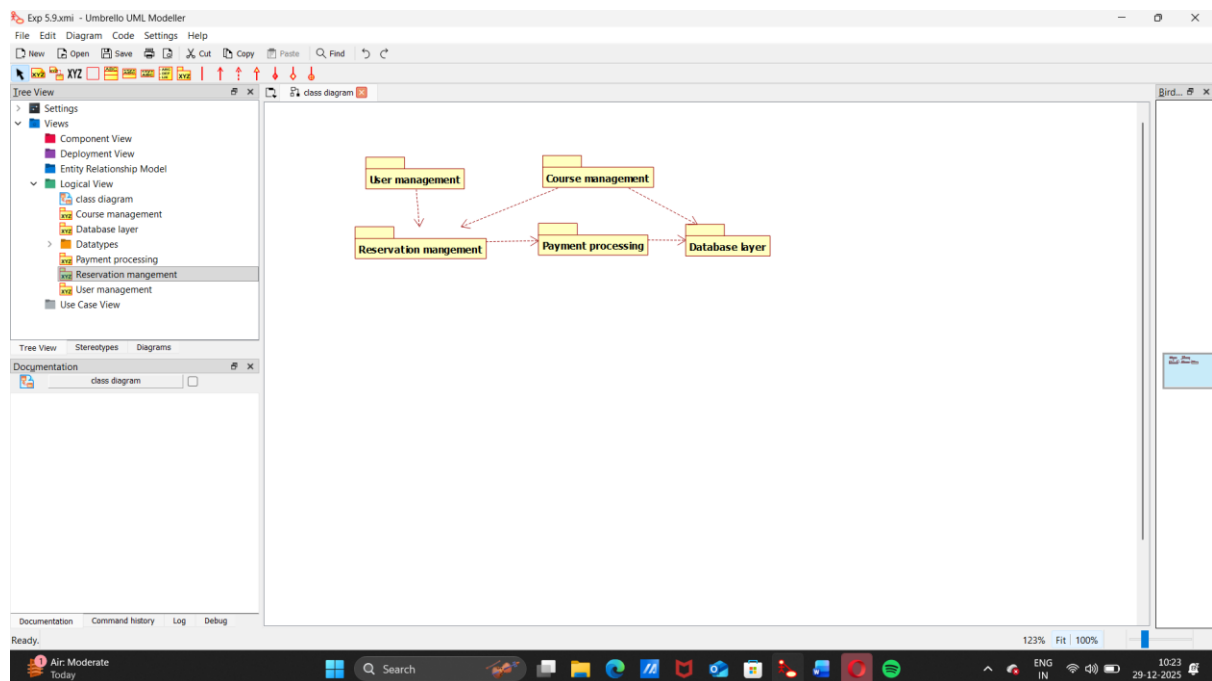 Exp 5.9.xmi - Umbrello UML Modeller
File Edit Diagram Code Settings Help
New Open Save Cut Copy Paste Find
XYZ
Tree View
class diagram
Bird...
Settings
Views
Component View
Deployment View
Entity Relationship Model
Logical View
class diagram
Course management
Database layer
Datatypes
Payment processing
Reservation mangement
User management
Use Case View
Tree View Stereotypes Diagrams
Documentation
class diagram
User management
Course management
Reservation mangement
Payment processing
Database layer
Documentation Command history Log Debug
Ready.
123% Fit 100%
1
Air: Moderate
Today
Search
ENG
IN
10:23
29-12-2025